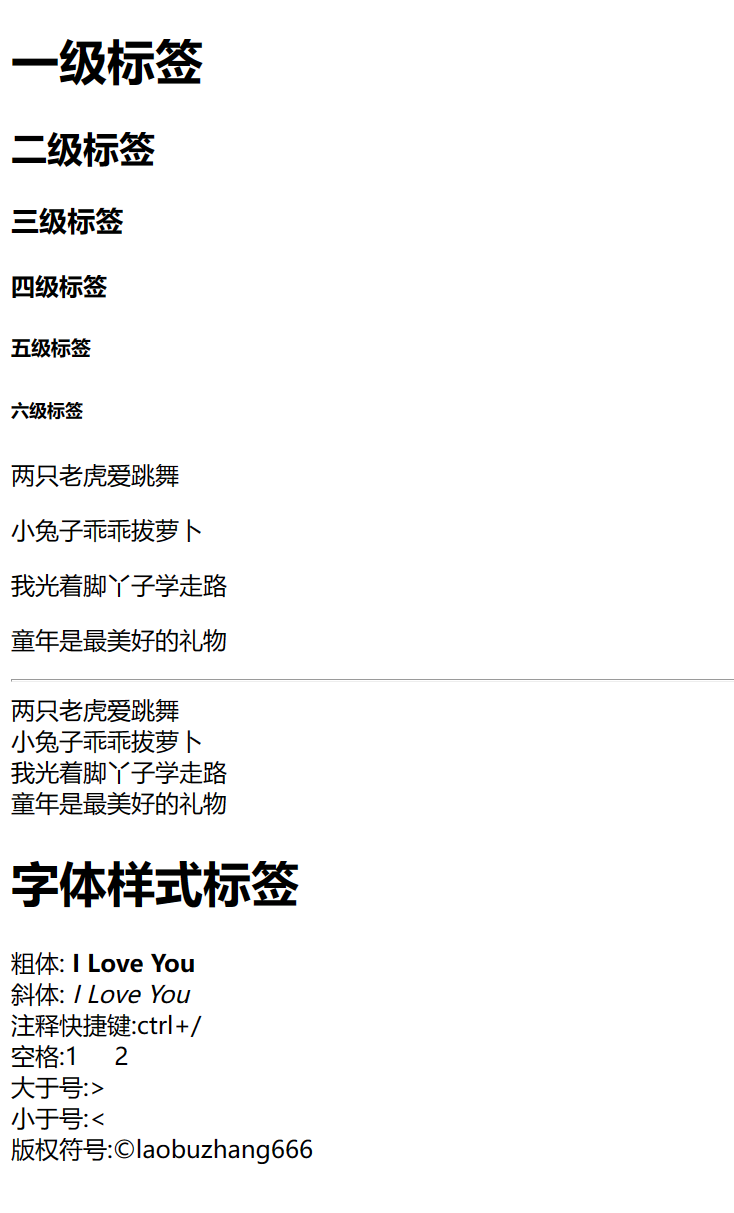 一级标签
二级标签
三级标签
四级标签
五级标签
六级标签
两只老虎爱跳舞
小兔子乖乖拔萝卜
我光着脚丫子学走路
童年是最美好的礼物
两只老虎爱跳舞
小兔子乖乖拔萝卜
我光着脚丫子学走路
童年是最美好的礼物
字体样式标签
粗体: I Love You
斜体: I Love You
注释快捷键:ctrl+/
空格:1      2
大于号:>
小于号:<
版权符号:©laobuzhang666